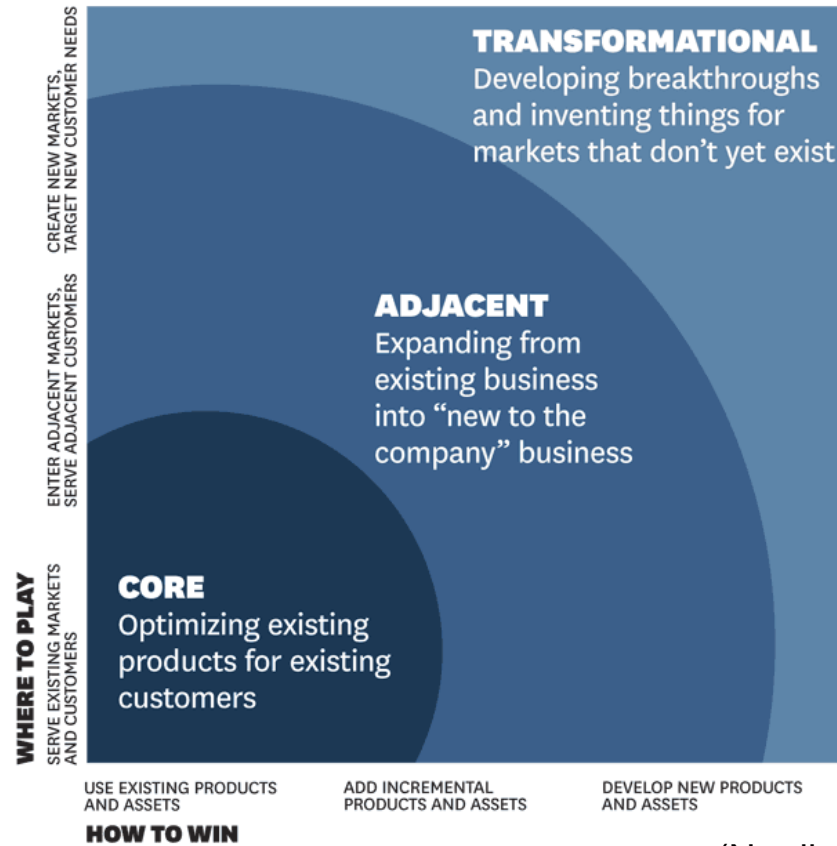 TRANSFORMATIONAL
Developing breakthroughs
and inventing things for
markets that don’t yet exist
ADJACENT
Expanding from
existing business
into “new to the
company” business
CORE
Optimizing existing
products for existing
customers
WHERE TO PLAY
CREATE NEW MARKETS,
TARGET NEW CUSTOMER NEEDS
ENTER ADJACENT MARKETS,
SERVE ADJACENT CUSTOMERS
SERVE EXISTING MARKETS
AND CUSTOMERS
USE EXISTING PRODUCTS
AND ASSETS
ADD INCREMENTAL
PRODUCTS AND ASSETS
DEVELOP NEW PRODUCTS
AND ASSETS
HOW TO WIN